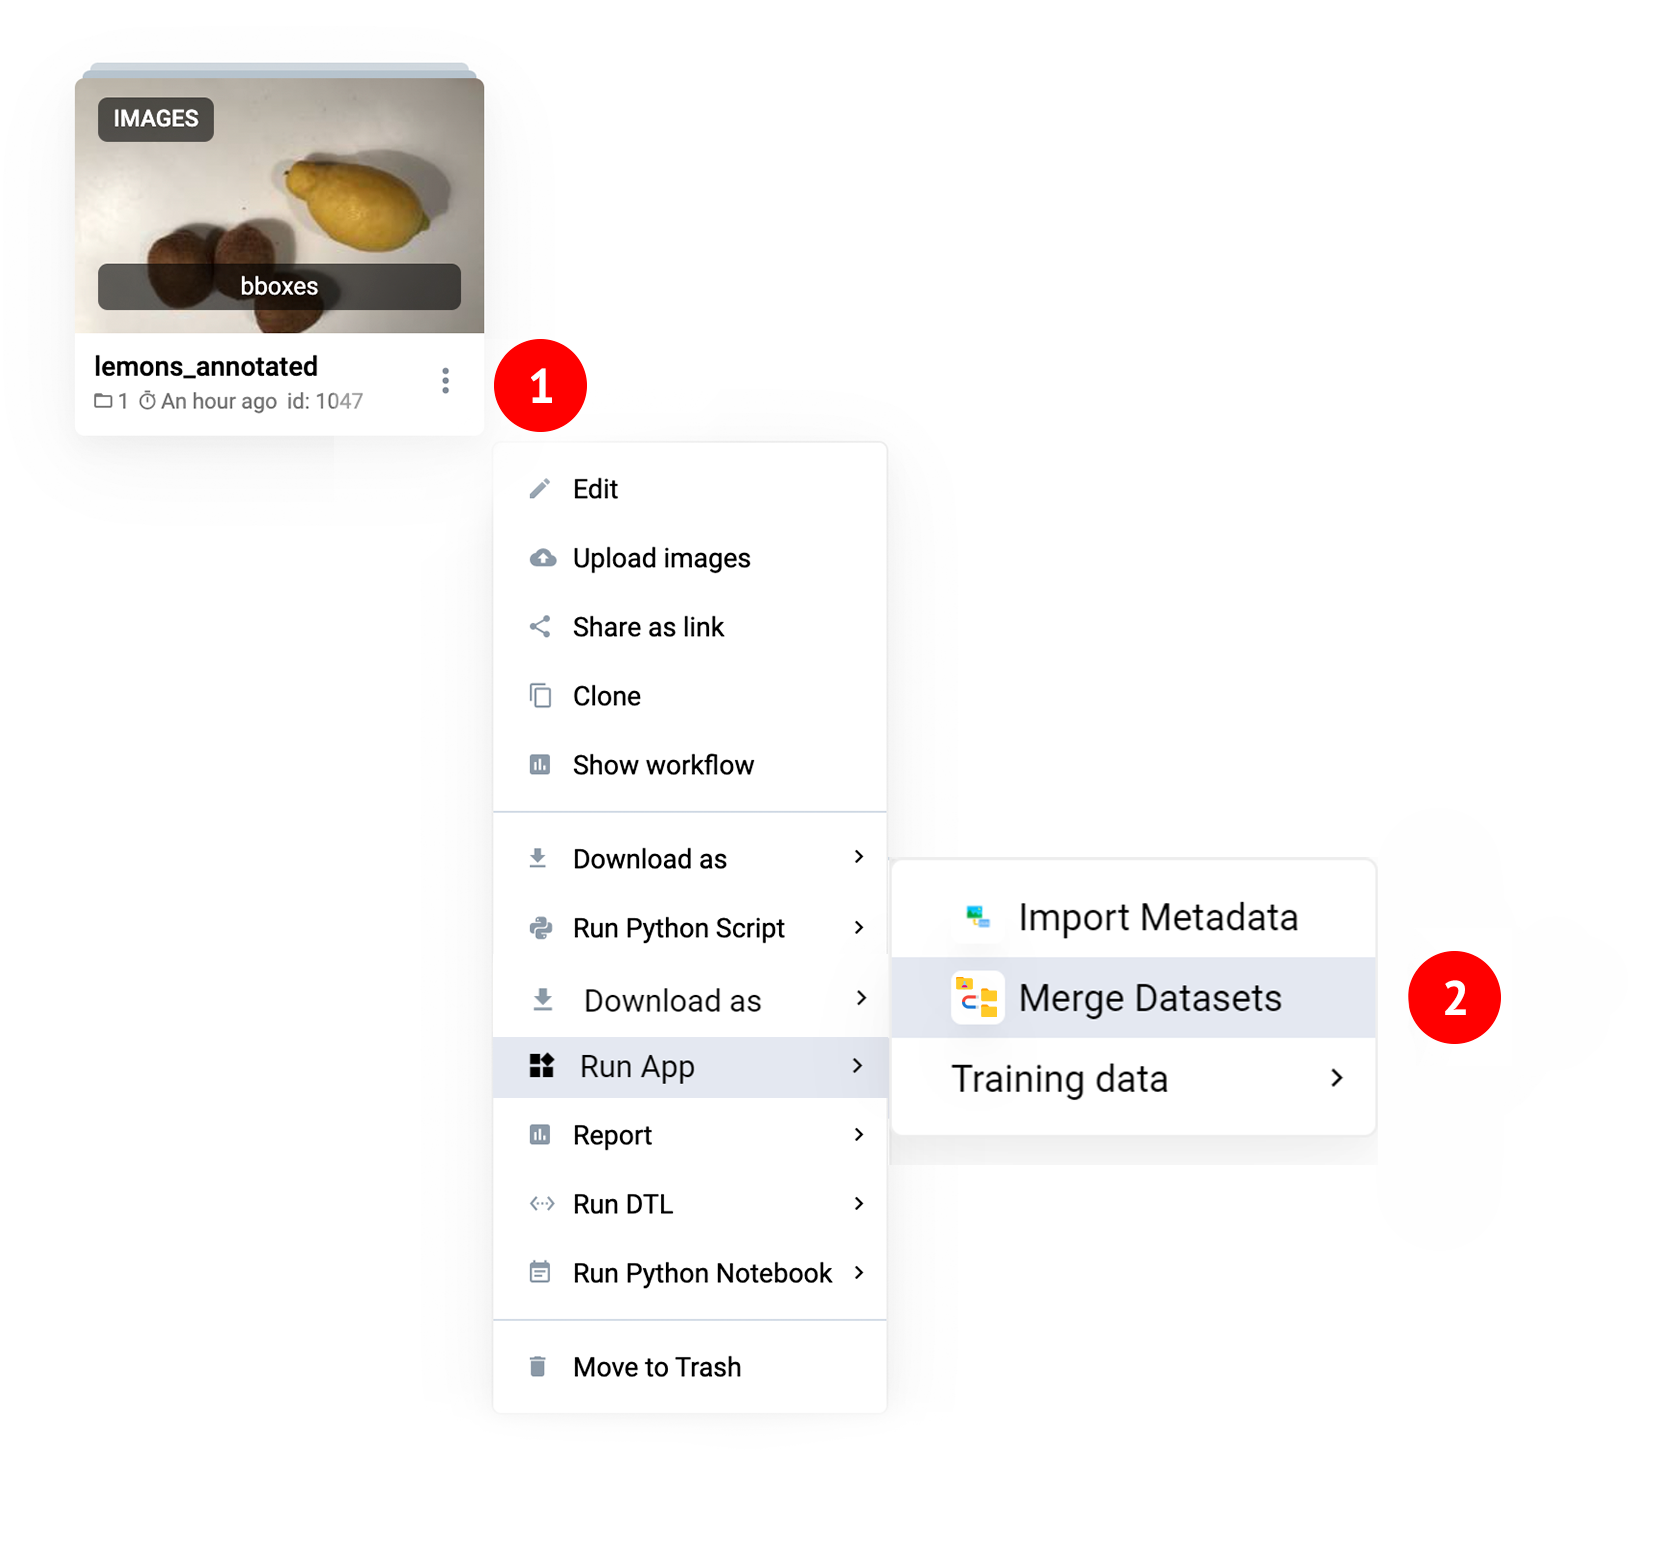 IMAGES
bboxes
lemons_annotated
1 An hour ago id: 1047
1
Edit
Upload images
Share as link
Clone
Show workflow
Download as
Run Python Script
Download as
Run App
Report
Run DTL
Run Python Notebook
Move to Trash
Import Metadata
Merge Datasets
Training data
2